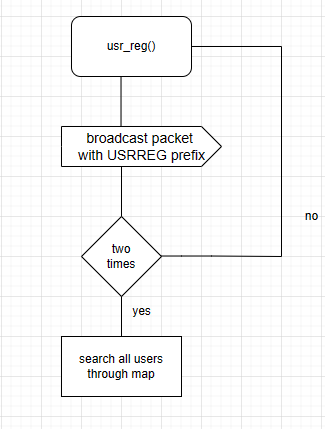 usr_reg()
broadcast packet
with USRREG prefix
two
times
no
yes
search all users
through map